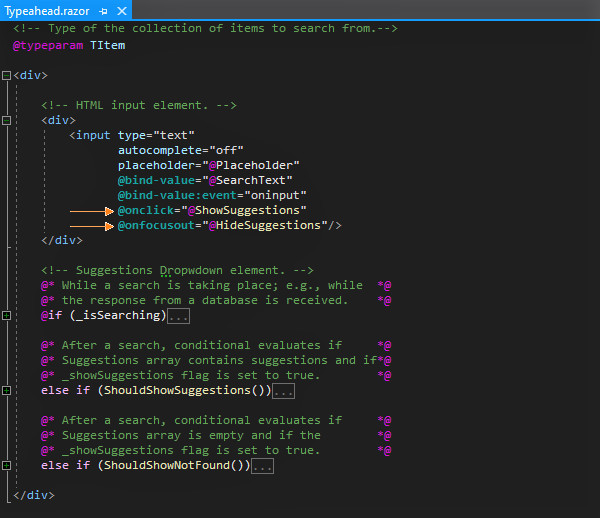 Typeahead.razor
<!-- Type of the collection of items to search from.-->
@typeparam TItem
<div>
<!-- HTML input element. -->
<div>
<input type="text"
autocomplete="off"
placeholder="@Placeholder"
@bind-value="@SearchText"
@bind-value:event="oninput"
@onclick="@ShowSuggestions"
@onfocusout="@HideSuggestions"/>
</div>
<!-- Suggestions Dropwdown element. -->
@* While a search is taking place; e.g., while *@
@* the response from a database is received. *@
@if (_isSearching)...
@* After a search, conditional evaluates if *@
@* Suggestions array contains suggestions and if*@
@* _showSuggestions flag is set to true. *@
else if (ShouldShowSuggestions())...
@* After a search, conditional evaluates if *@
@* Suggestions array is empty and if the *@
@* _showSuggestions flag is set to true. *@
else if (ShouldShowNotFound())...
</div>